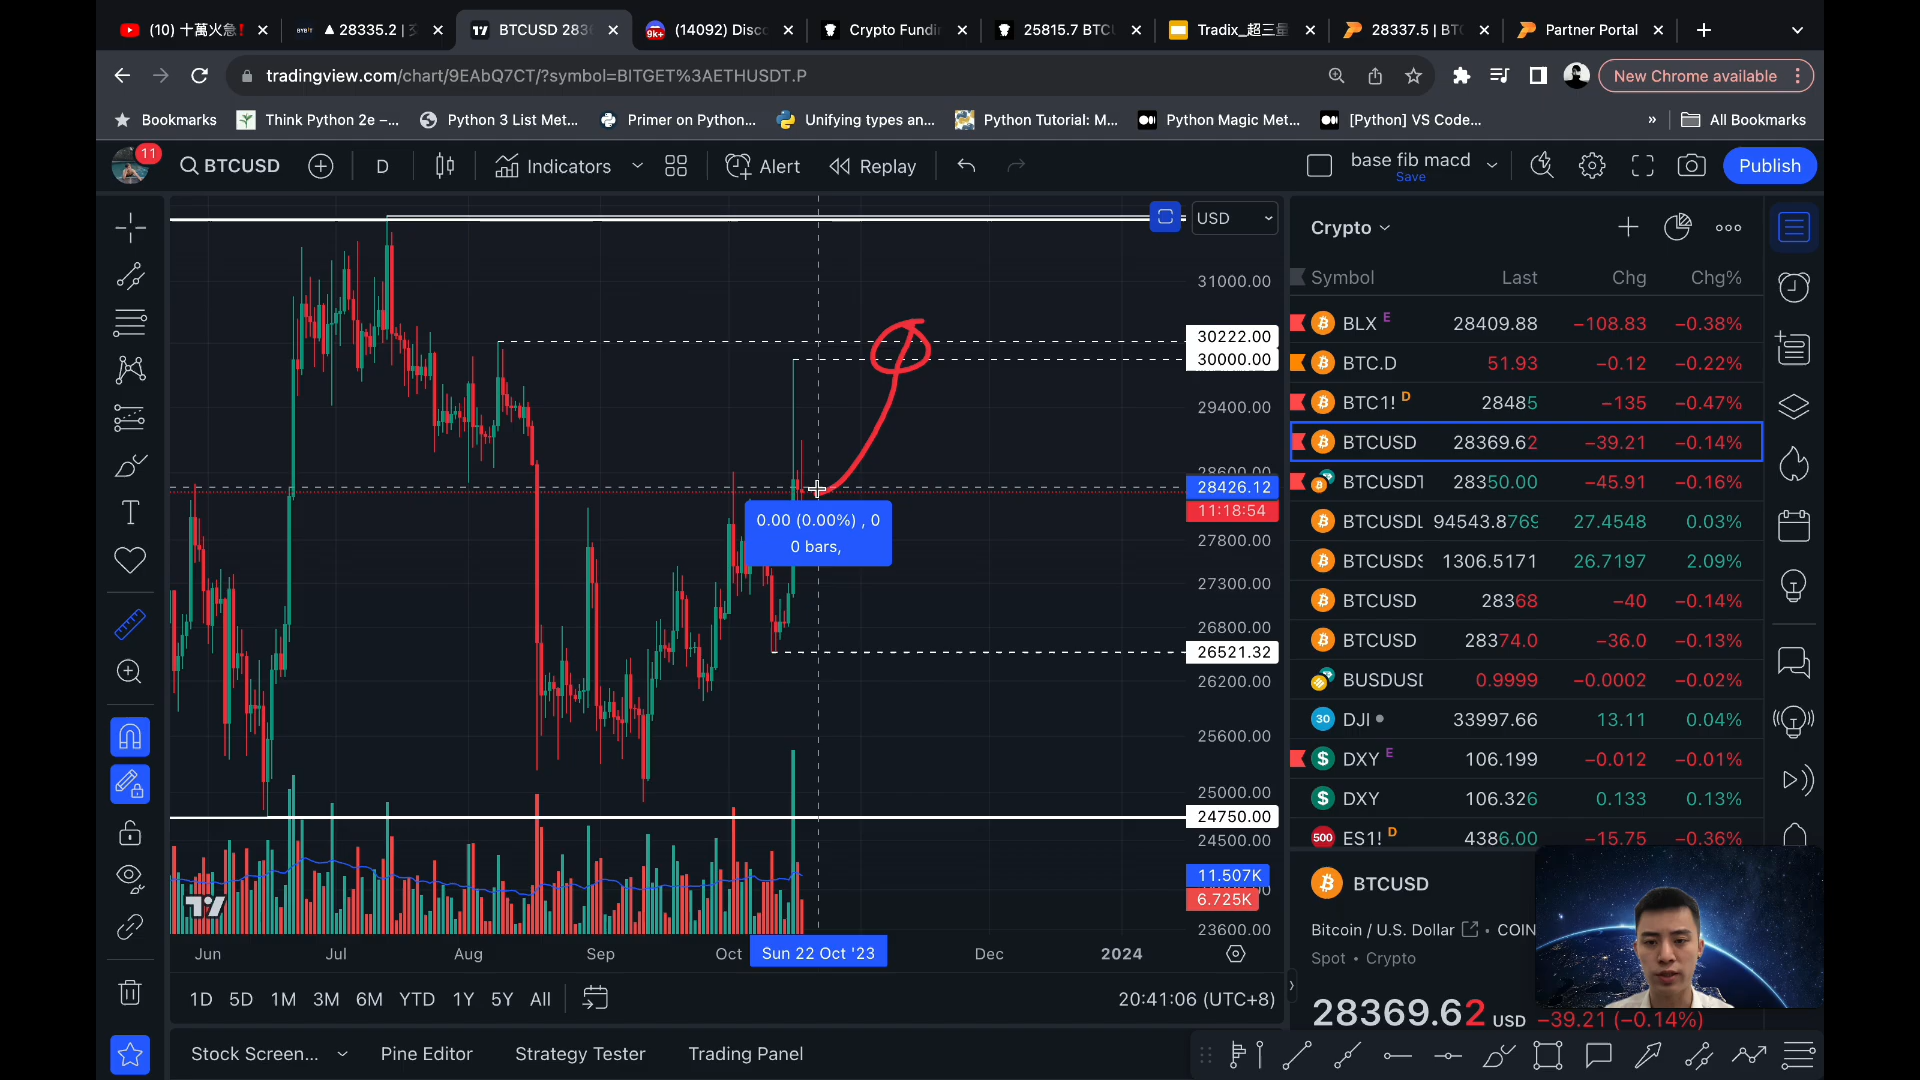 (10) 十萬火急!
BYBIT ▲ 28335.2 |
BTCUSD 283
9k+ (14092) Disc
Crypto Fundi
25815.7 BTC
Tradix_超三
28337.5 | BT
Partner Portal
tradingview.com/chart/9EAbQ7CT/?symbol=BITGET%3AETHUSDT.P
New Chrome available
Bookmarks
Think Python 2e –...
Python 3 List Met...
Primer on Python...
Unifying types an...
Python Tutorial: M...
Python Magic Met...
[Python] VS Code...
»
All Bookmarks
11
BTCUSD
D
Indicators
Alert
Replay
base fib macd
Save
Publish
USD
31000.00
30222.00
30000.00
29400.00
28600.00
28426.12
11:18:54
27800.00
27300.00
26800.00
26521.32
26200.00
25600.00
25000.00
24750.00
24500.00
11.507K
6.725K
23600.00
0.00 (0.00%) , 0
0 bars,
Jun Jul Aug Sep Oct Sun 22 Oct '23 Dec 2024
1D 5D 1M 3M 6M YTD 1Y 5Y All
20:41:06 (UTC+8)
Stock Screen... Pine Editor Strategy Tester Trading Panel
Crypto
Symbol Last Chg Chg%
BLX E 28409.88 −108.83 −0.38%
BTC.D 51.93 −0.12 −0.22%
BTC1! D 28485 −135 −0.47%
BTCUSD 28369.62 −39.21 −0.14%
BTCUSDT 28350.00 −45.91 −0.16%
BTCUSDL 94543.8769 27.4548 0.03%
BTCUSDS 1306.5171 26.7197 2.09%
BTCUSD 28368 −40 −0.14%
BTCUSD 28374.0 −36.0 −0.13%
BUSDUSD 0.9999 −0.0002 −0.02%
30 DJI 33997.66 13.11 0.04%
DXY E 106.199 −0.012 −0.01%
DXY 106.326 0.133 0.13%
500 ES1! D 4386.00 −15.75 −0.36%
BTCUSD
Bitcoin / U.S. Dollar • COIN
Spot • Crypto
28369.62 USD −39.21 (−0.14%)